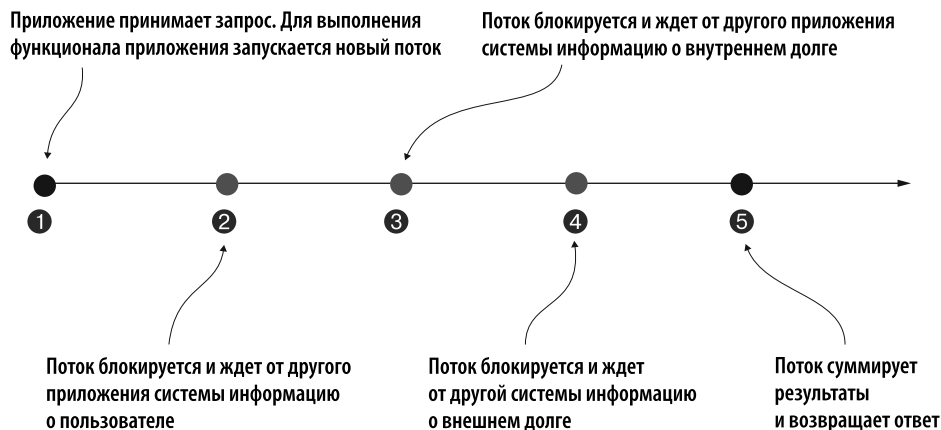 Приложение принимает запрос. Для выполнения
функционала приложения запускается новый поток
Поток блокируется и ждет от другого приложения
системы информацию о внутреннем долге
1
2
3
4
5
Поток блокируется и ждет от другого
приложения системы информацию
о пользователе
Поток блокируется и ждет
от другой системы информацию
о внешнем долге
Поток суммирует
результаты
и возвращает ответ